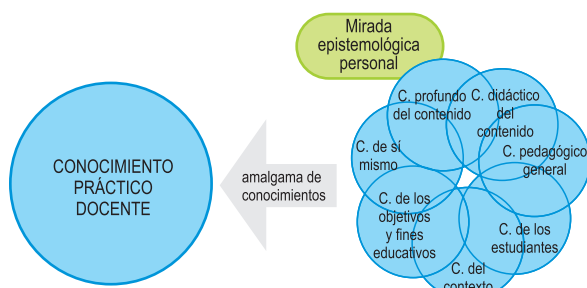 Mirada
epistemológica
personal
C. profundo
del contenido
C. didáctico
del
contenido
C. de sí
mismo
C. pedagógico
general
CONOCIMIENTO
PRÁCTICO
DOCENTE
amalgama de
conocimientos
C. de los
objetivos
y fines
educativos
C. de los
estudiantes
C. del
contexto